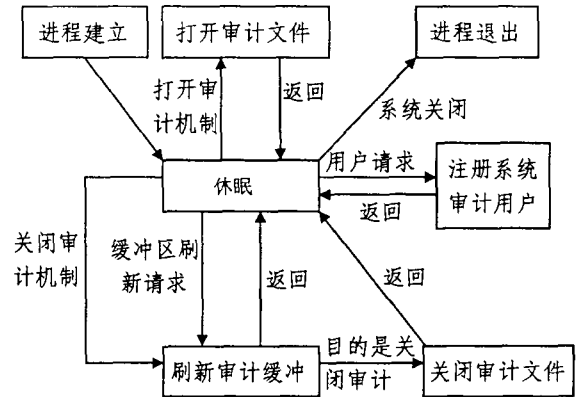 进程建立
打开审计文件
进程退出
打开审
计机制
返回
系统关闭
休眠
用户请求
返回
注册系统
审计用户
关闭审
计机制
缓冲区刷
新请求
返回
返回
刷新审计缓冲
目的是关
闭审计
关闭审计文件